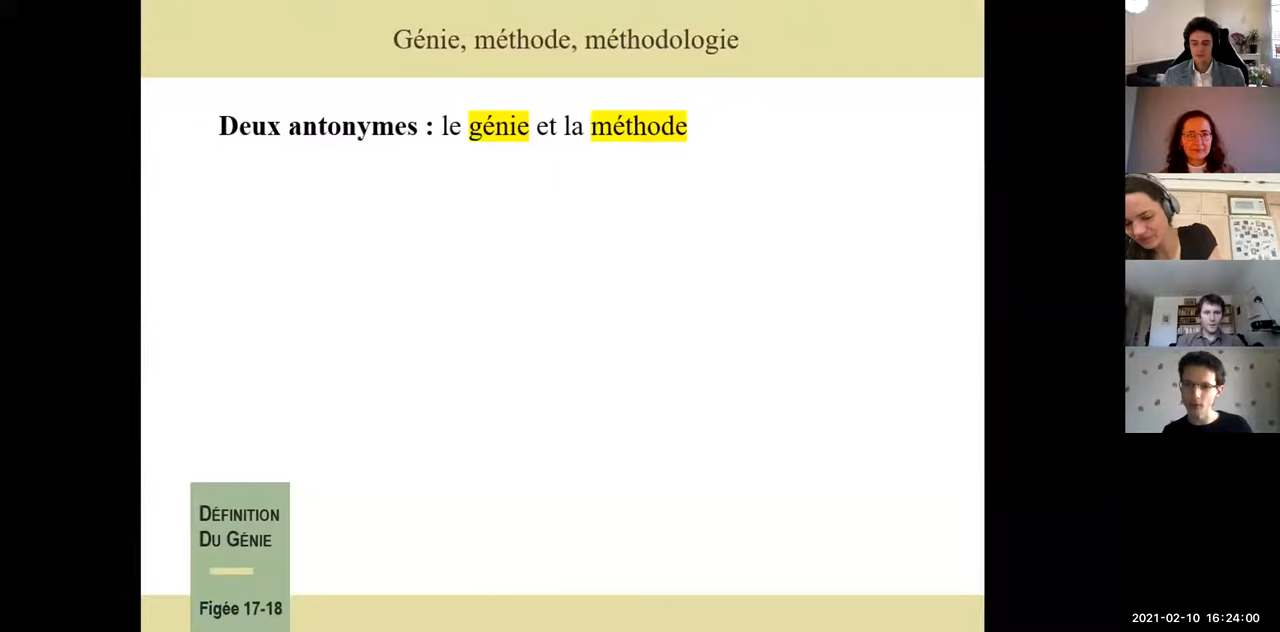 Génie, méthode, méthodologie
Deux antonymes : le génie et la méthode
DÉFINITION
DU GÉNIE
Figée 17-18
2021-02-10 16:24:00